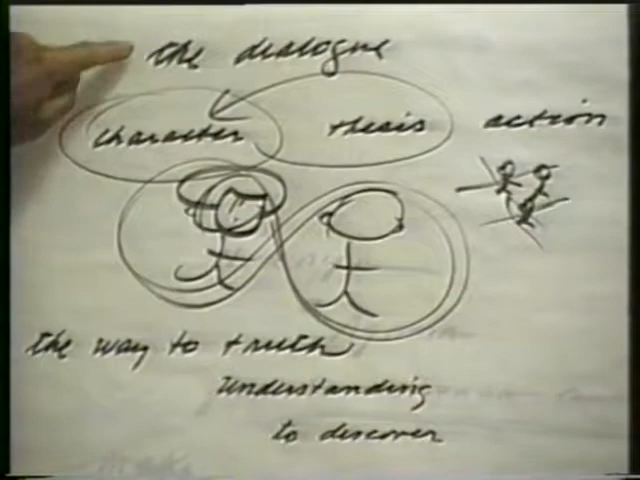 the dialogue
character thesis action
the way to truth
understanding
to discover